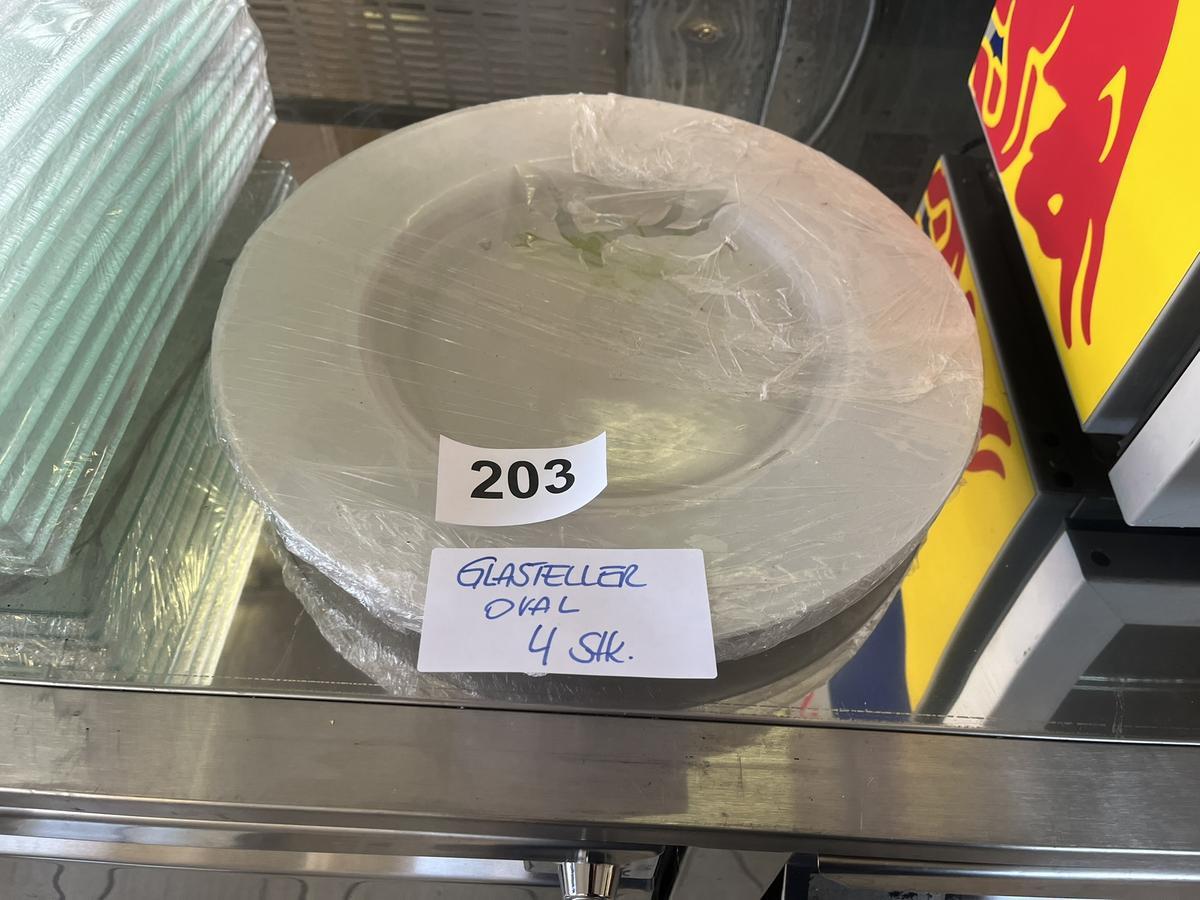 203
GLASTELLER
OVAL
4 Stk.